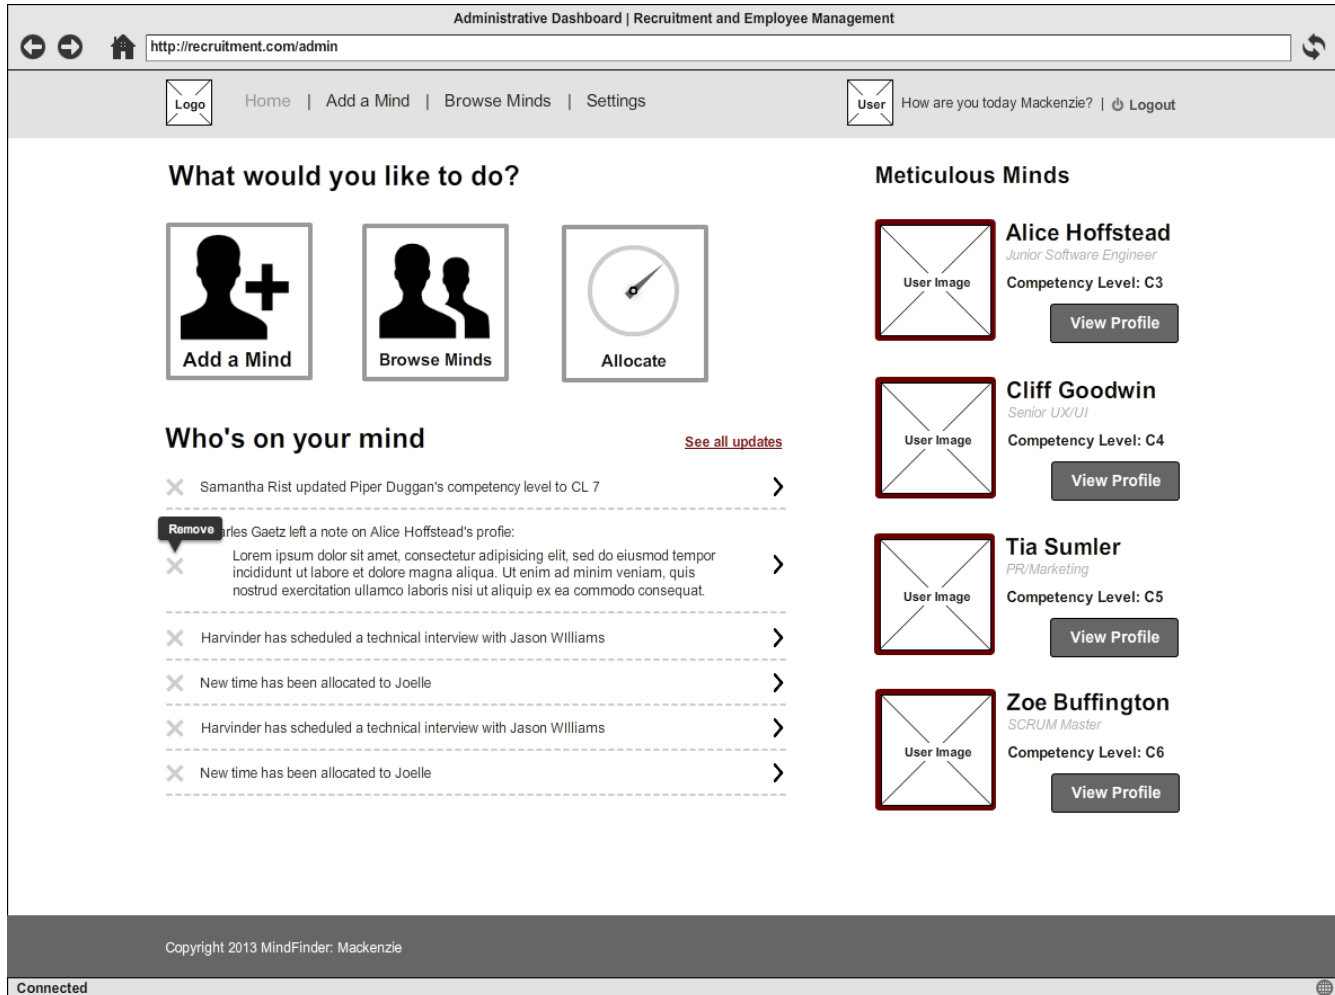 Administrative Dashboard | Recruitment and Employee Management
http://recruitment.com/admin
Logo
Home | Add a Mind | Browse Minds | Settings
User
How are you today Mackenzie? | Logout
What would you like to do?
Add a Mind
Browse Minds
Allocate
Who's on your mind
See all updates
Samantha Rist updated Piper Duggan's competency level to CL 7
Remove
rles Gaetz left a note on Alice Hoffstead's profie:
Lorem ipsum dolor sit amet, consectetur adipisicing elit, sed do eiusmod tempor
incididunt ut labore et dolore magna aliqua. Ut enim ad minim veniam, quis
nostrud exercitation ullamco laboris nisi ut aliquip ex ea commodo consequat.
Harvinder has scheduled a technical interview with Jason WIlliams
New time has been allocated to Joelle
Harvinder has scheduled a technical interview with Jason WIlliams
New time has been allocated to Joelle
Meticulous Minds
User Image
Alice Hoffstead
Junior Software Engineer
Competency Level: C3
View Profile
User Image
Cliff Goodwin
Senior UX/UI
Competency Level: C4
View Profile
User Image
Tia Sumler
PR/Marketing
Competency Level: C5
View Profile
User Image
Zoe Buffington
SCRUM Master
Competency Level: C6
View Profile
Copyright 2013 MindFinder: Mackenzie
Connected